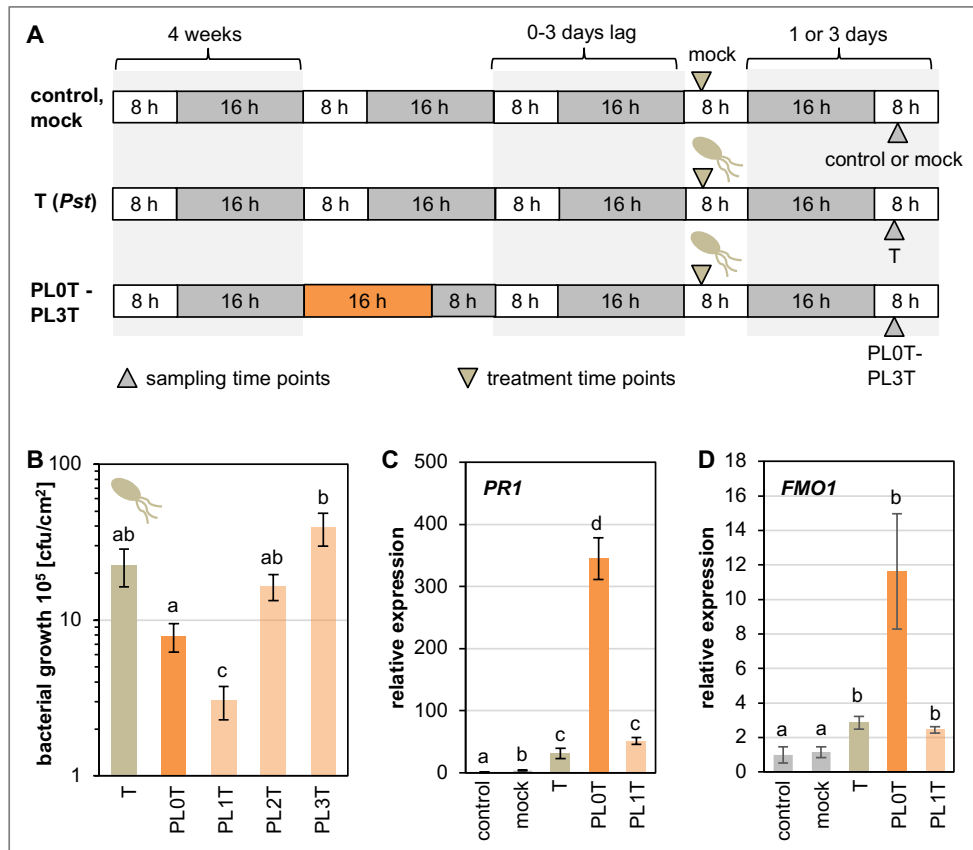 A
4 weeks
0-3 days lag
1 or 3 days
mock
control,
mock
8 h 16 h 8 h 16 h 8 h 16 h 8 h 16 h 8 h
control or mock
T (Pst)
8 h 16 h 8 h 16 h 8 h 16 h 8 h 16 h 8 h
T
PL0T -
PL3T
8 h 16 h 16 h 8 h 8 h 16 h 8 h 16 h 8 h
PL0T-
PL3T
sampling time points
treatment time points
B
bacterial growth 10⁵ [cfu/cm²]
100
10
1
ab
a
c
ab
b
T
PL0T
PL1T
PL2T
PL3T
C
PR1
relative expression
500
400
300
200
100
0
a
b
c
d
c
control
mock
T
PL0T
PL1T
D
FMO1
relative expression
18
16
14
12
10
8
6
4
2
0
a
a
b
b
b
control
mock
T
PL0T
PL1T